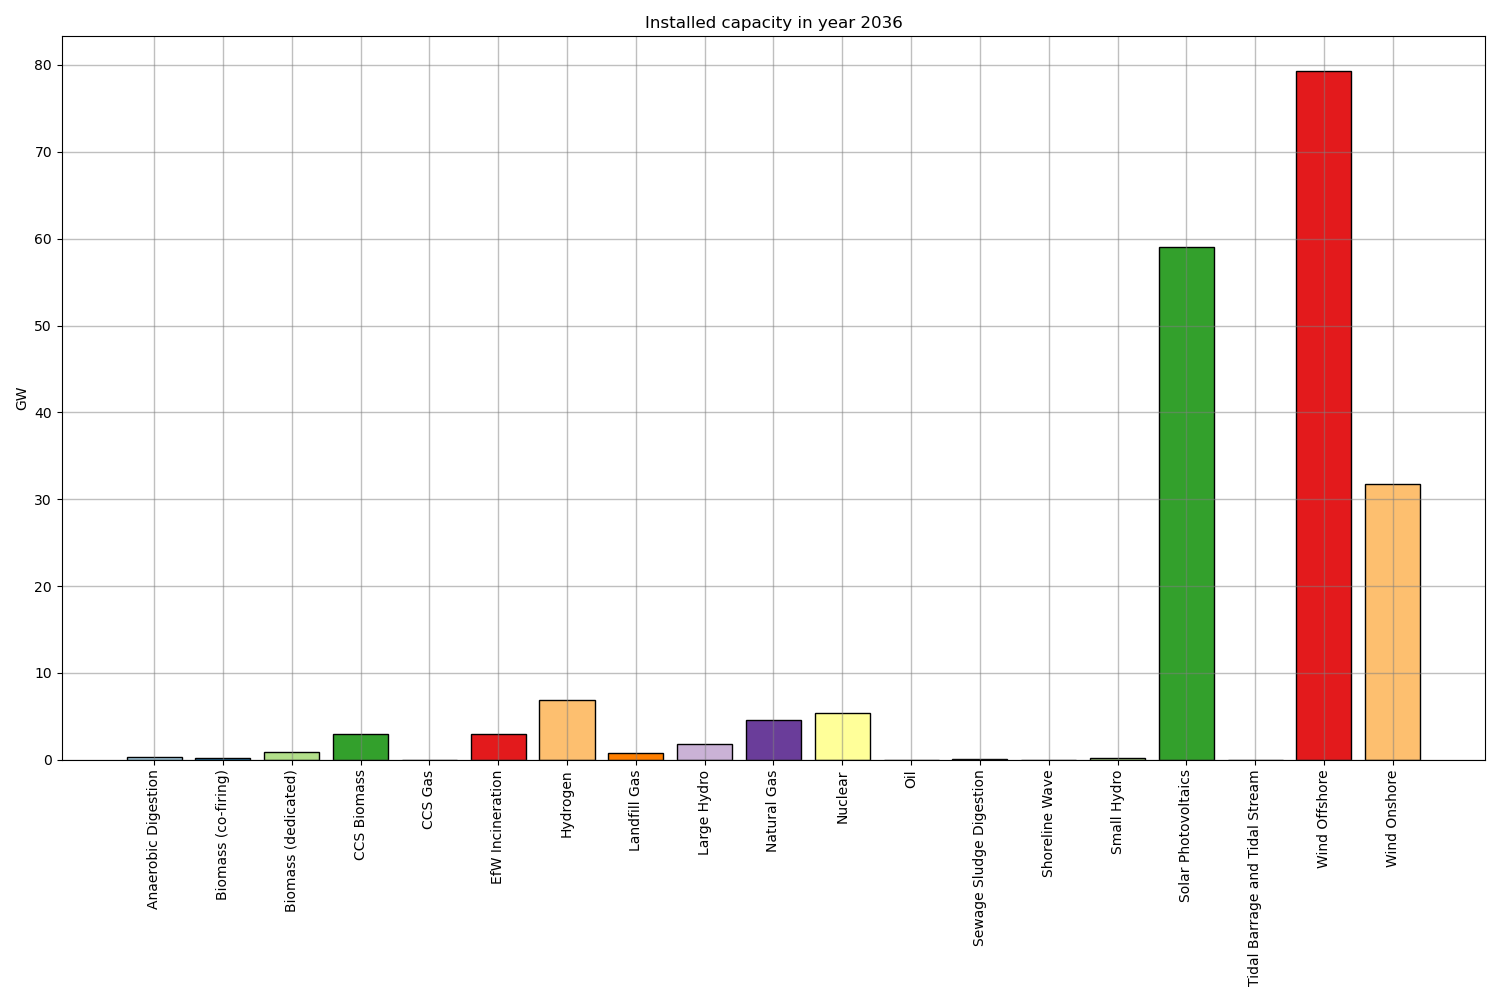 Installed capacity in year 2036
GW
80
70
60
50
40
30
20
10
0
Anaerobic Digestion
Biomass (co-firing)
Biomass (dedicated)
CCS Biomass
CCS Gas
EfW Incineration
Hydrogen
Landfill Gas
Large Hydro
Natural Gas
Nuclear
Oil
Sewage Sludge Digestion
Shoreline Wave
Small Hydro
Solar Photovoltaics
Tidal Barrage and Tidal Stream
Wind Offshore
Wind Onshore